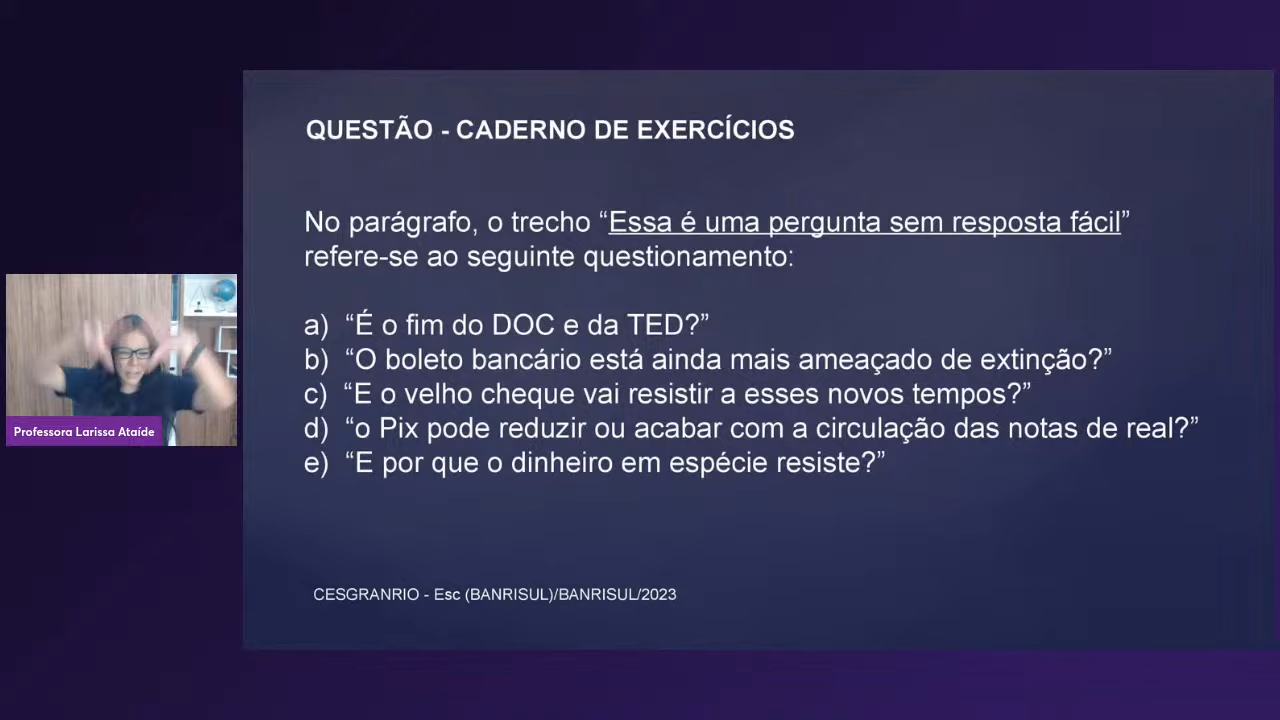 QUESTÃO - CADERNO DE EXERCÍCIOS
No parágrafo, o trecho “Essa é uma pergunta sem resposta fácil”
refere-se ao seguinte questionamento:
a) “É o fim do DOC e da TED?”
b) “O boleto bancário está ainda mais ameaçado de extinção?”
c) “E o velho cheque vai resistir a esses novos tempos?”
d) “o Pix pode reduzir ou acabar com a circulação das notas de real?”
e) “E por que o dinheiro em espécie resiste?”
Professora Larissa Ataíde
CESGRANRIO - Esc (BANRISUL)/BANRISUL/2023